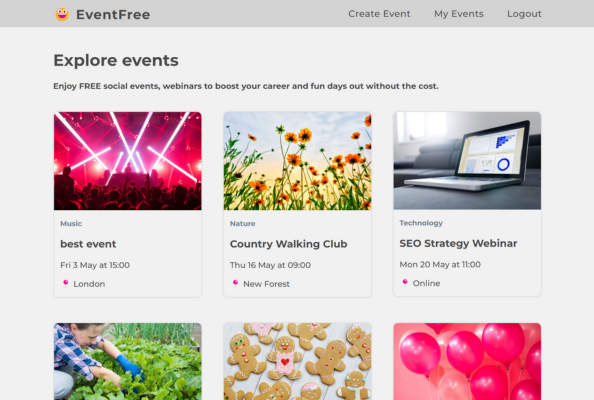 EventFree
Create Event
My Events
Logout
Explore events
Enjoy FREE social events, webinars to boost your career and fun days out without the cost.
Music
best event
Fri 3 May at 15:00
London
Nature
Country Walking Club
Thu 16 May at 09:00
New Forest
Technology
SEO Strategy Webinar
Mon 20 May at 11:00
Online